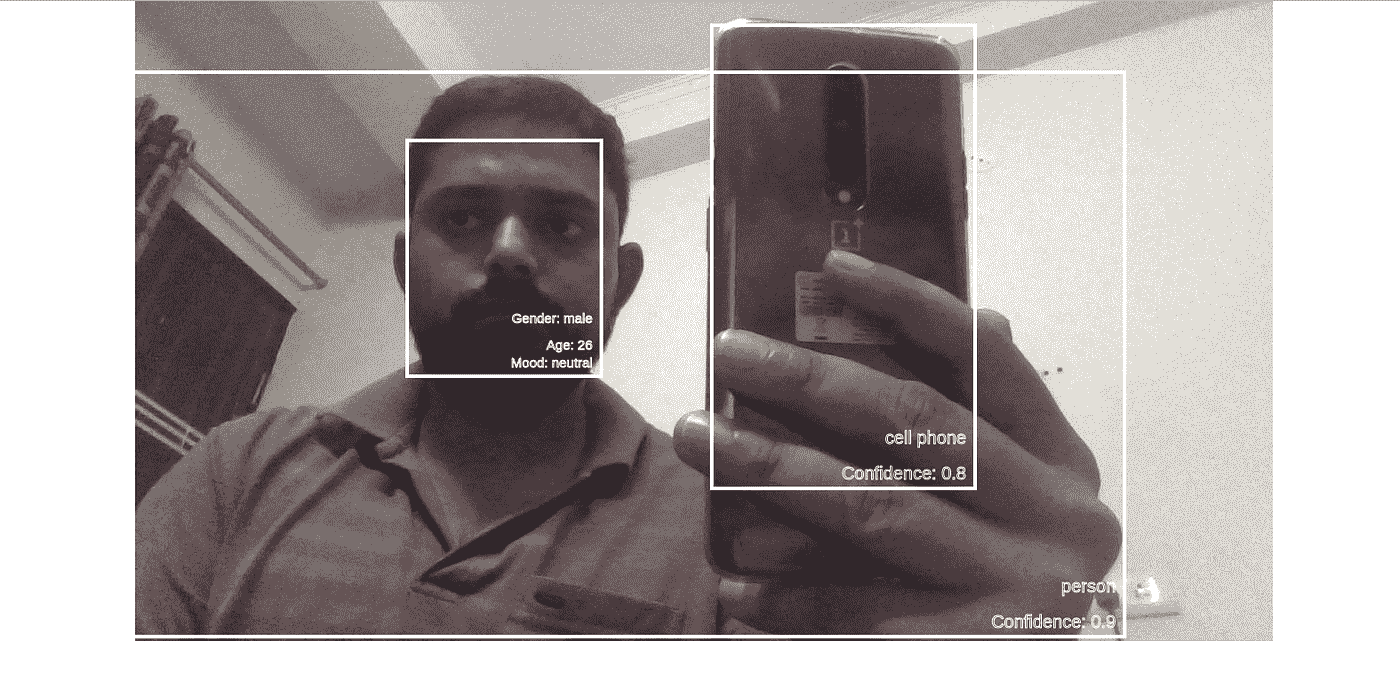 Gender: male
Age: 26
Mood: neutral
cell phone
Confidence: 0.8
person
Confidence: 0.9